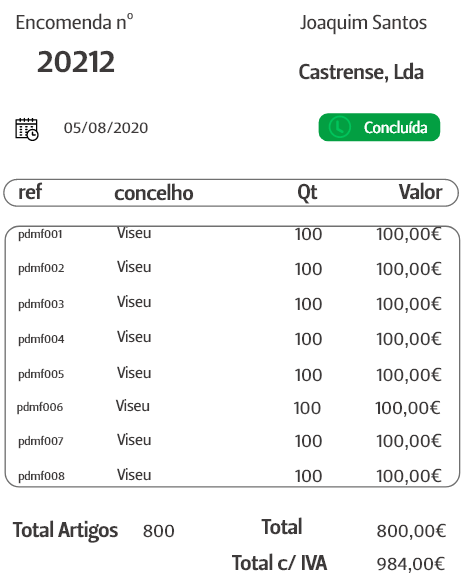 Encomenda nº Joaquim Santos
20212 Castrense, Lda
05/08/2020 Concluída
ref concelho Qt Valor
pdmf001 Viseu 100 100,00€
pdmf002 Viseu 100 100,00€
pdmf003 Viseu 100 100,00€
pdmf004 Viseu 100 100,00€
pdmf005 Viseu 100 100,00€
pdmf006 Viseu 100 100,00€
pdmf007 Viseu 100 100,00€
pdmf008 Viseu 100 100,00€
Total Artigos 800 Total 800,00€
Total c/ IVA 984,00€